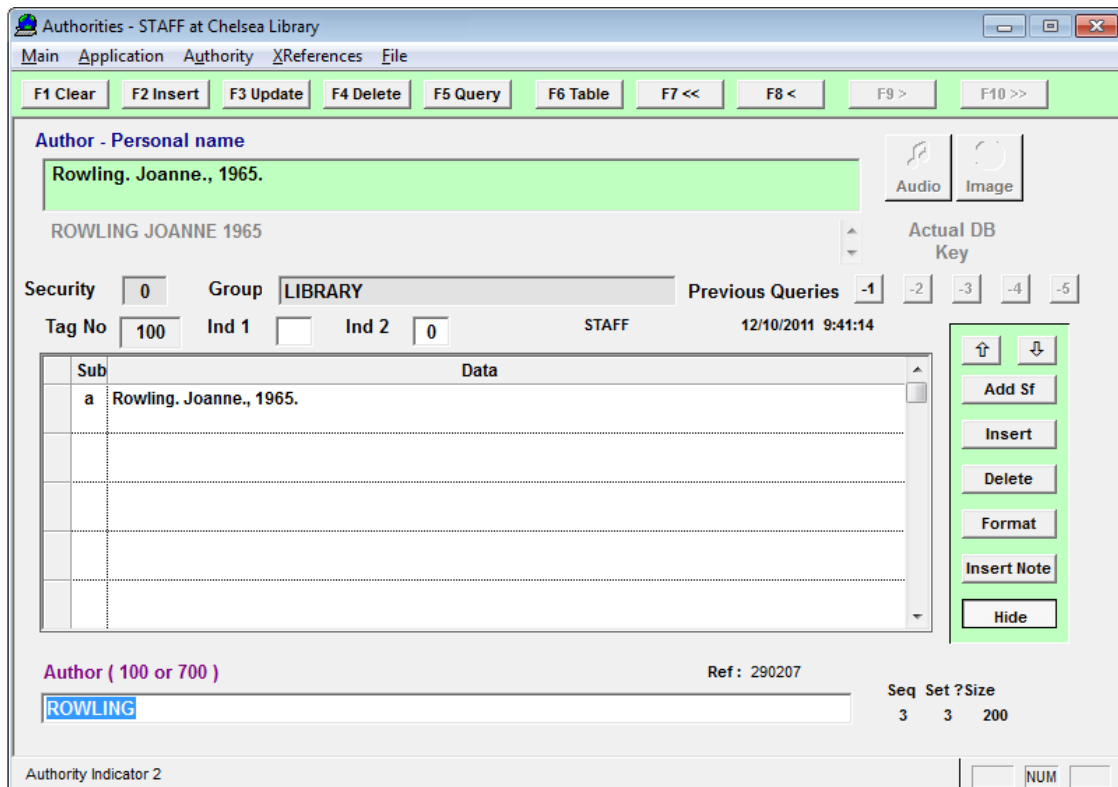 Authorities - STAFF at Chelsea Library
Main Application Authority XReferences File
F1 Clear F2 Insert F3 Update F4 Delete F5 Query F6 Table F7 << F8 < F9 > F10 >>
Author - Personal name
Rowling. Joanne., 1965.
Audio Image
ROWLING JOANNE 1965
Actual DB
Key
Security 0 Group LIBRARY Previous Queries -1 -2 -3 -4 -5
Tag No 100 Ind 1 Ind 2 0 STAFF 12/10/2011 9:41:14
Sub Data
a Rowling. Joanne., 1965.
Add Sf
Insert
Delete
Format
Insert Note
Hide
Author ( 100 or 700 ) Ref : 290207
ROWLING
Seq Set ?Size
3 3 200
Authority Indicator 2 NUM